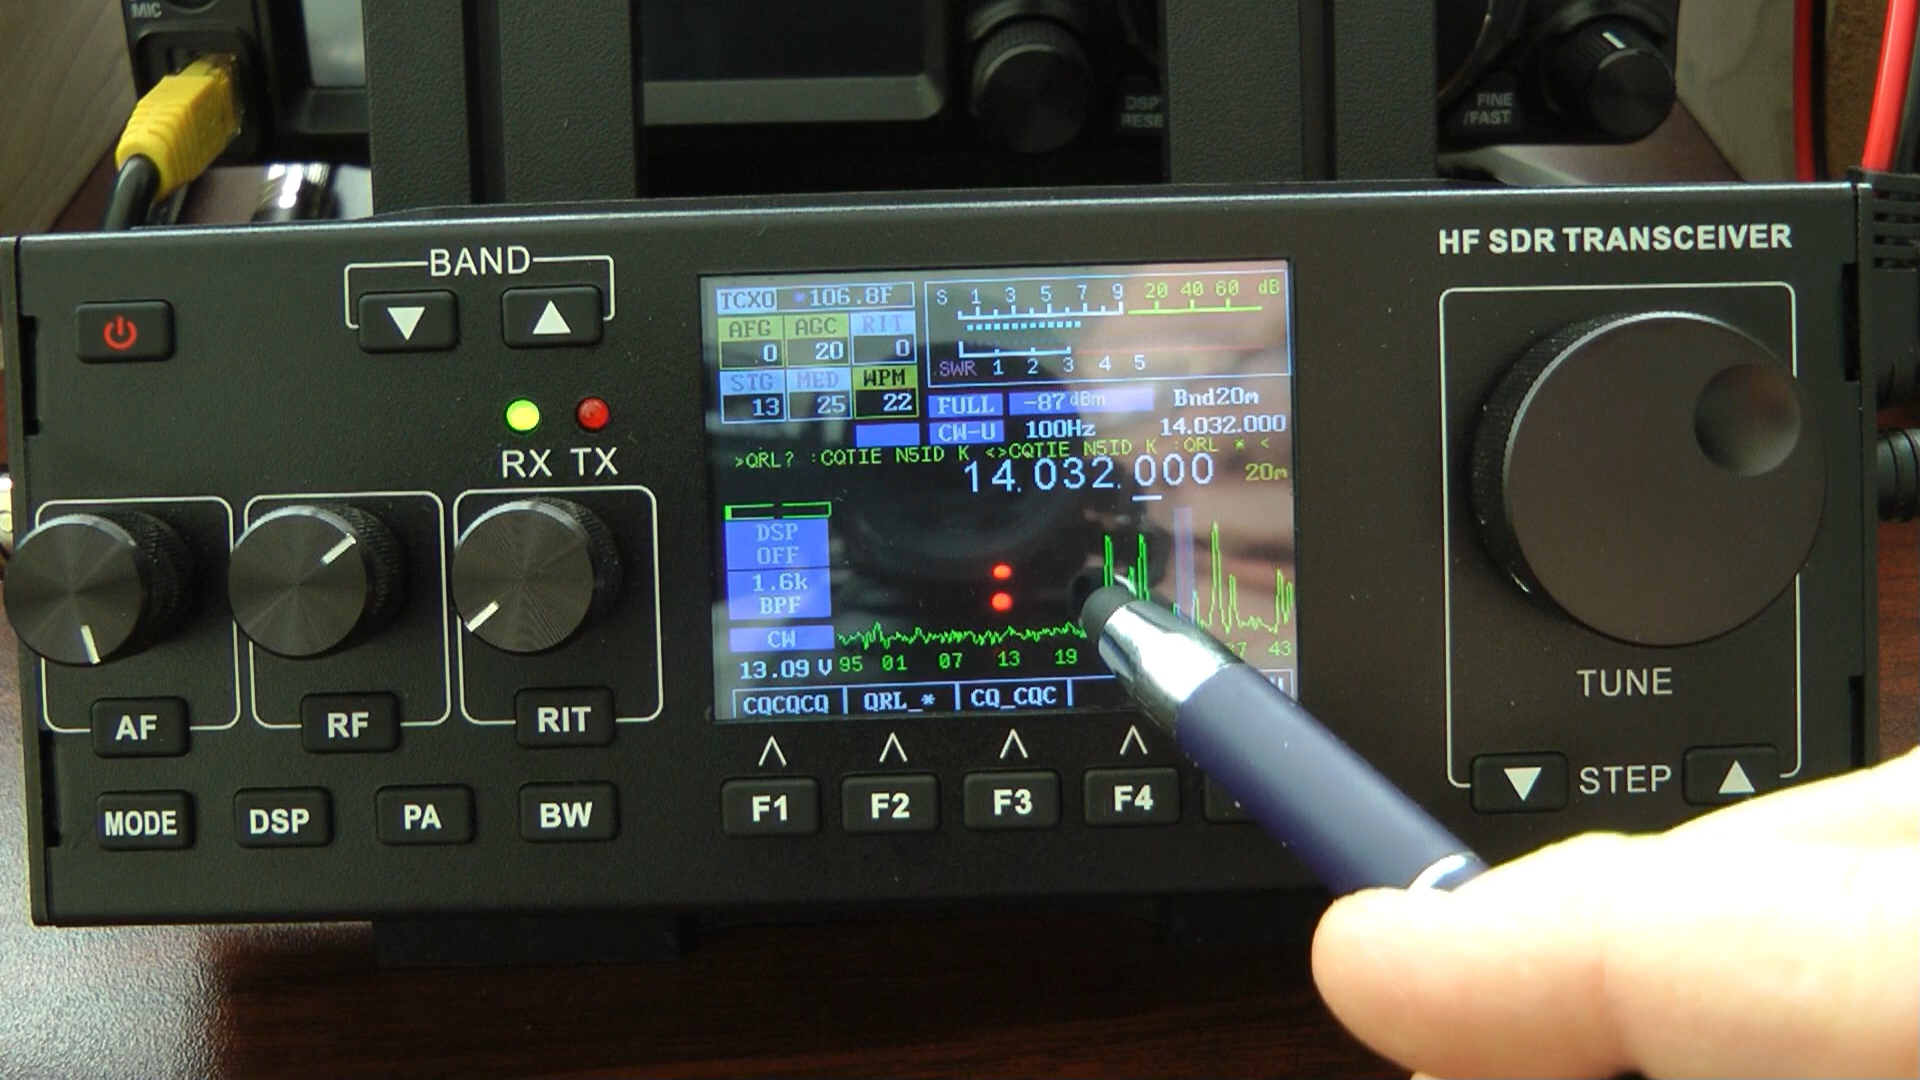 MIC
DSP
RESE
FINE
/FAST
HF SDR TRANSCEIVER
BAND
RX TX
TCXO *106.8F
AFG AGC RIT
0 20 0
STG MED WPM
13 25 22
S 1 3 5 7 9 20 40 60 dB
SWR 1 2 3 4 5
FULL -87dBm Bnd20m
CW-U 100Hz 14.032.000
>QRL? :CQTIE N5ID K <>CQTIE N5ID K :QRL * <
14.032.000 20m
DSP
OFF
1.6k
BPF
CW
13.09 V 95 01 07 13 19 37 43
CQCQCQ QRL_* CQ_CQC
TUNE
AF RF RIT
STEP
MODE DSP PA BW F1 F2 F3 F4